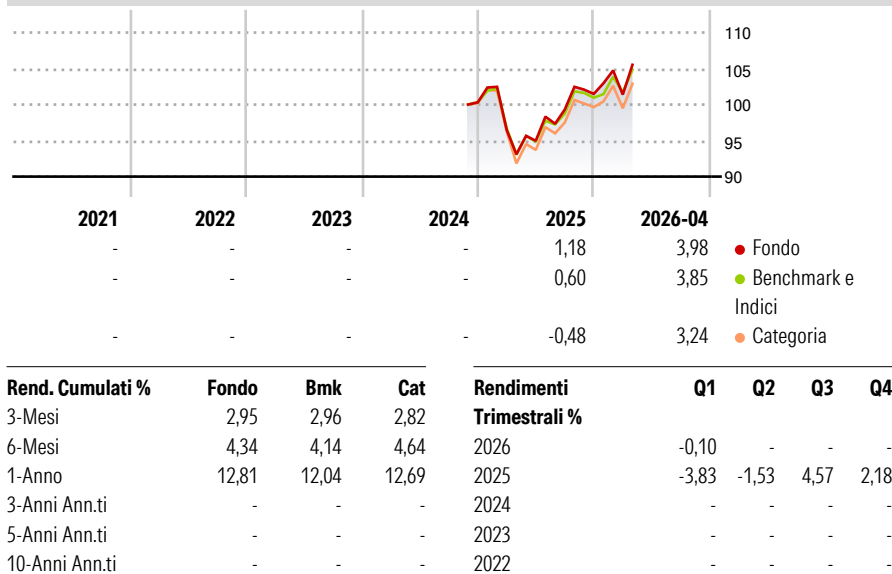 110
105
100
95
90
2021 2022 2023 2024 2025 2026-04
- - - - 1,18 3,98 Fondo
- - - - 0,60 3,85 Benchmark e
Indici
- - - - -0,48 3,24 Categoria
Rend. Cumulati % Fondo Bmk Cat
3-Mesi 2,95 2,96 2,82
6-Mesi 4,34 4,14 4,64
1-Anno 12,81 12,04 12,69
3-Anni Ann.ti - - -
5-Anni Ann.ti - - -
10-Anni Ann.ti - - -
Rendimenti Q1 Q2 Q3 Q4
Trimestrali %
2026 -0,10 - - -
2025 -3,83 -1,53 4,57 2,18
2024 - - - -
2023 - - - -
2022 - - - -